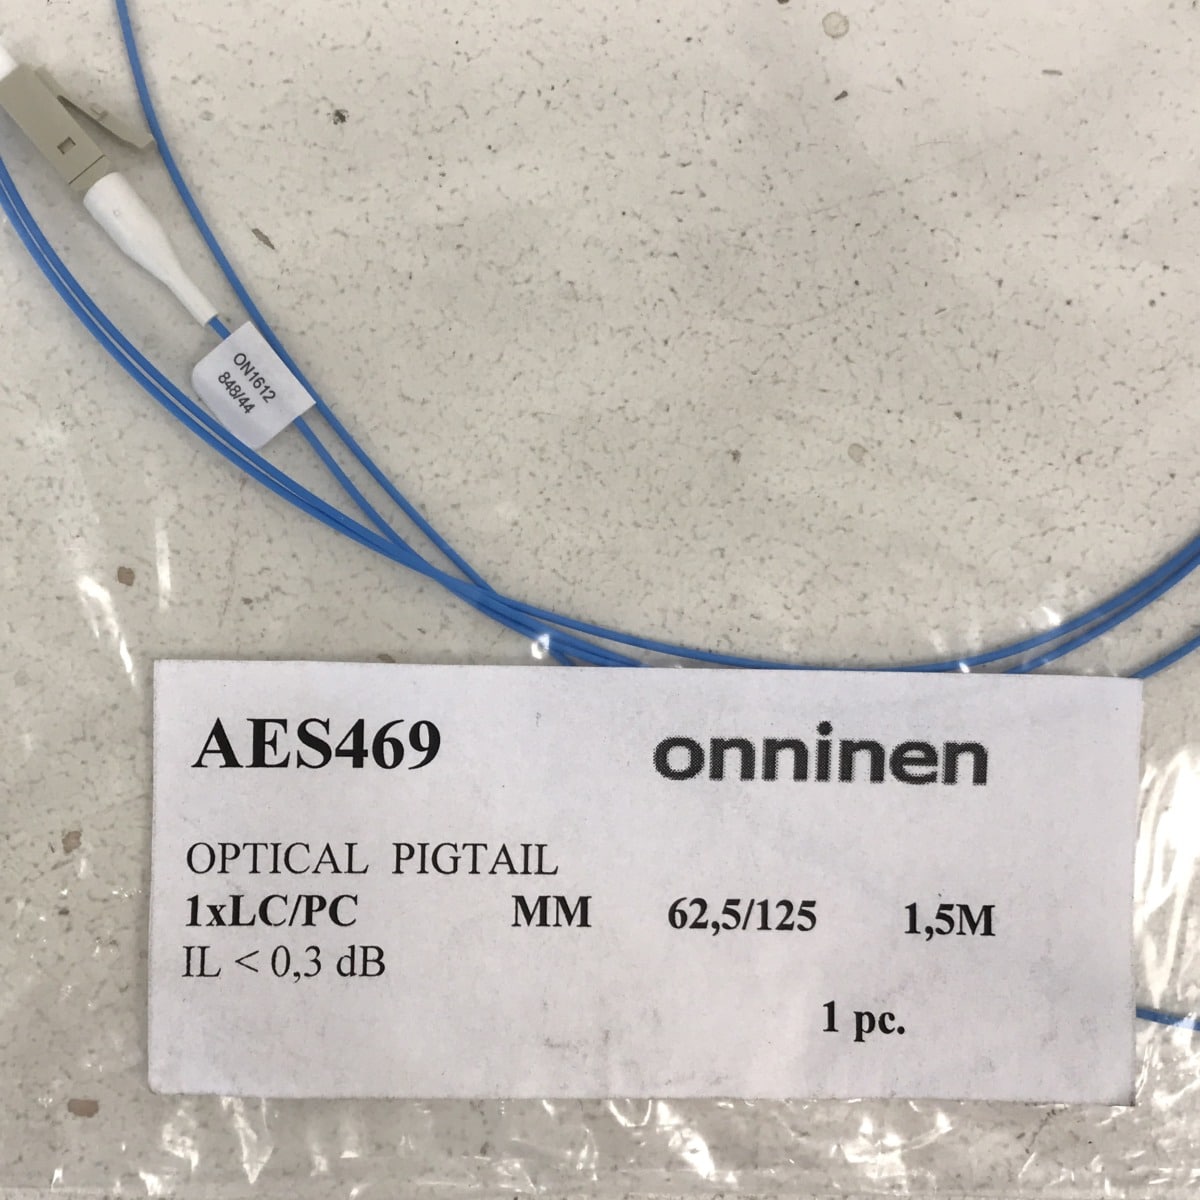 ON1612
848/44
AES469 onninen
OPTICAL PIGTAIL
1xLC/PC MM 62,5/125 1,5M
IL < 0,3 dB
1 pc.